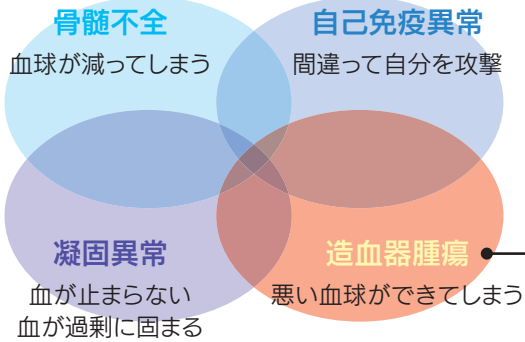 骨髄不全
血球が減ってしまう
自己免疫異常
間違って自分を攻撃
凝固異常
血が止まらない
血が過剰に固まる
造血器腫瘍
悪い血球ができてしまう